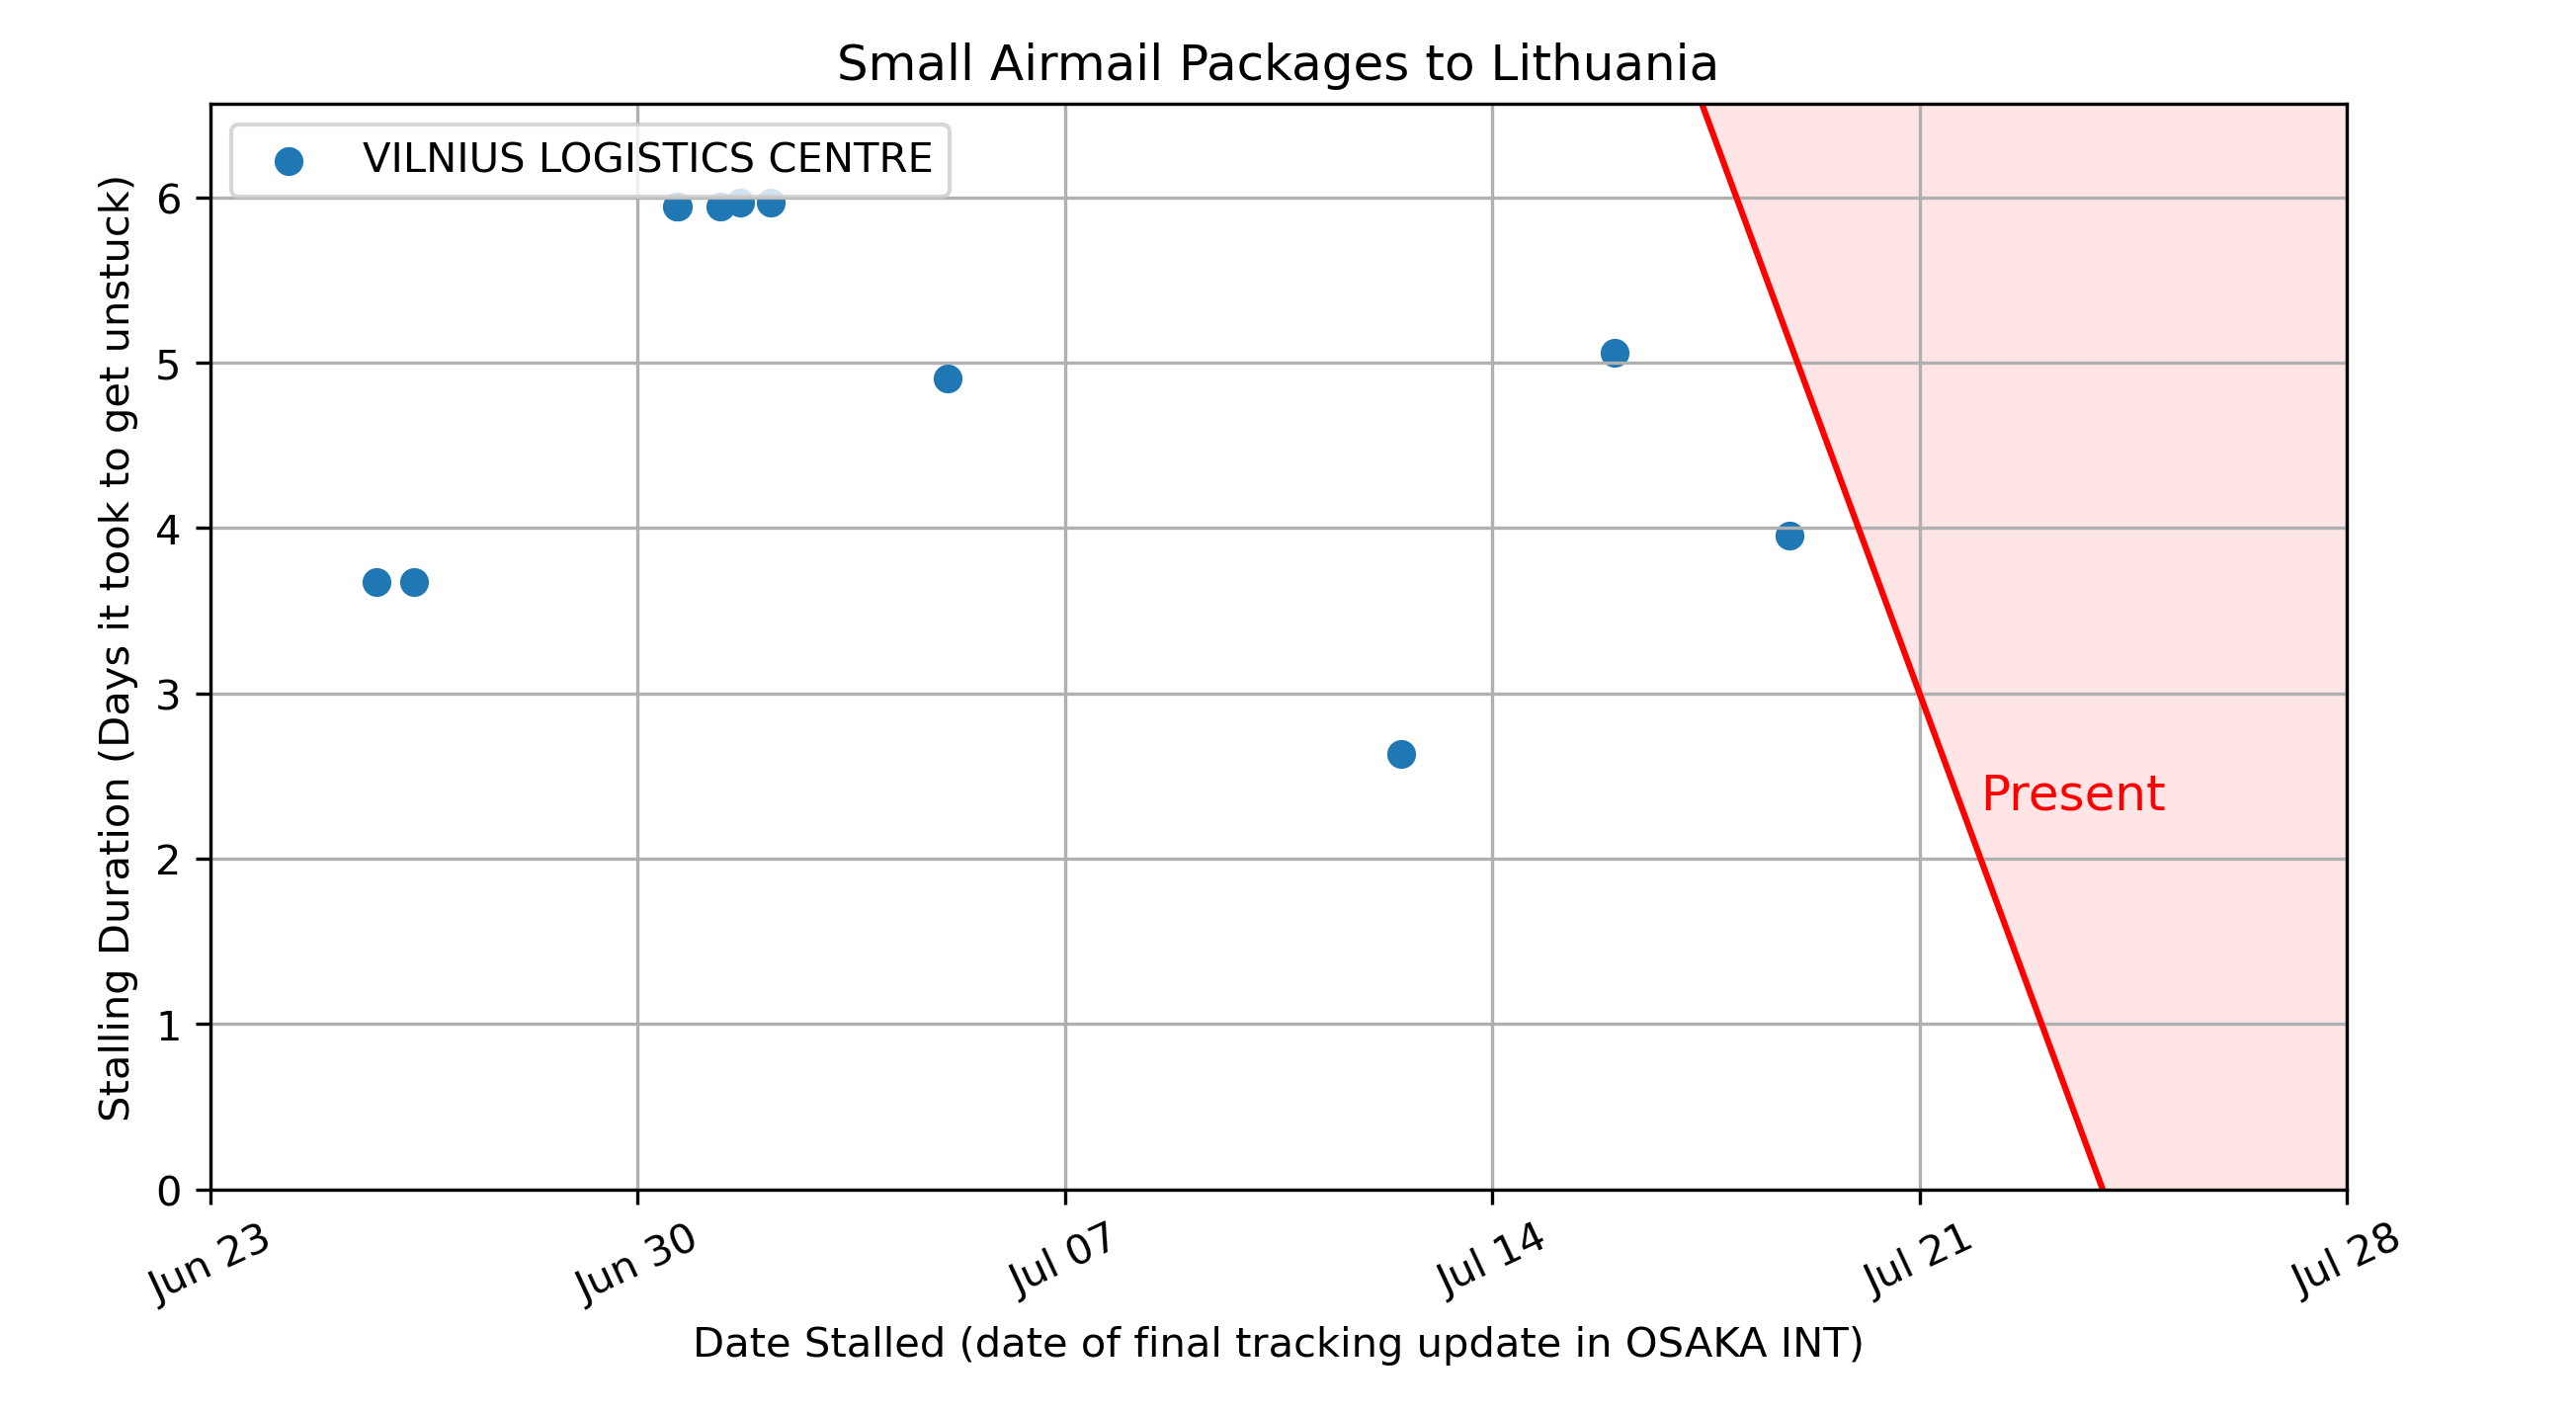 Small Airmail Packages to Lithuania
VILNIUS LOGISTICS CENTRE
Stalling Duration (Days it took to get unstuck)
6
5
4
3
2
1
0
Present
Jun 23
Jun 30
Jul 07
Jul 14
Jul 21
Jul 28
Date Stalled (date of final tracking update in OSAKA INT)